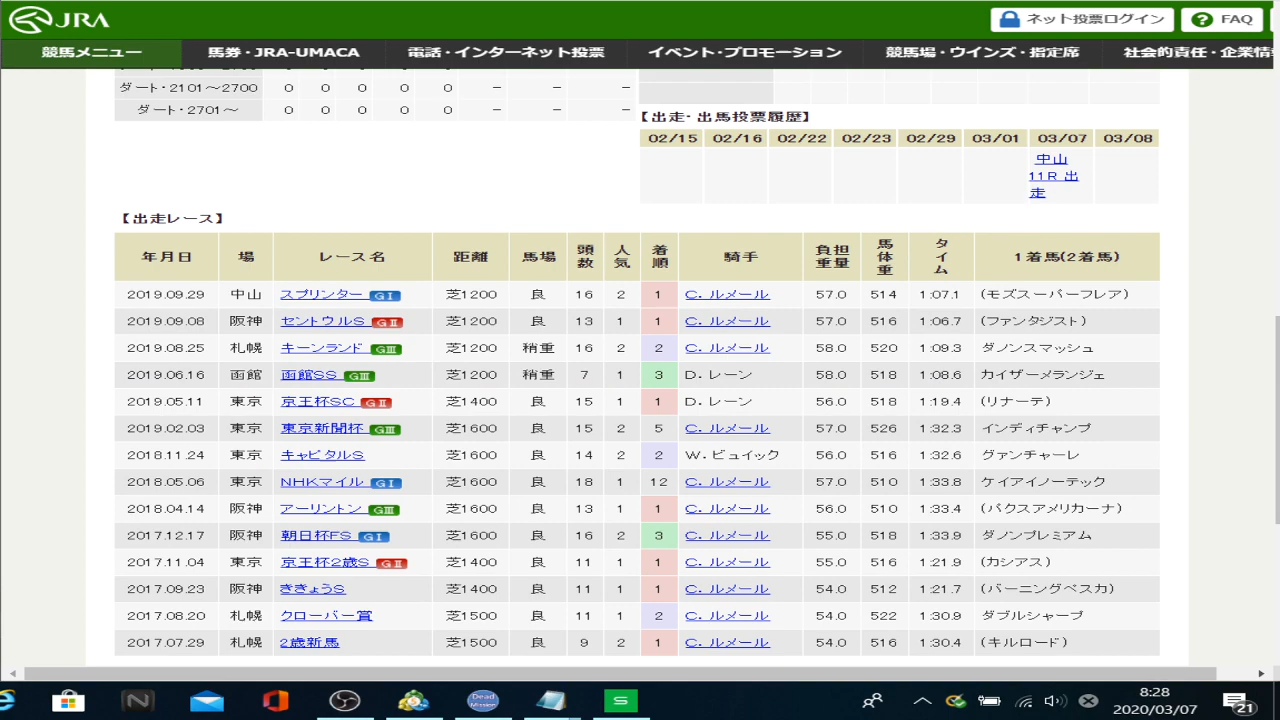 JRA
ネット投票ログイン
FAQ
競馬メニュー 馬券・JRA-UMACA 電話・インターネット投票 イベント・プロモーション 競馬場・ウインズ・指定席 社会的責任・企業情
ダート・2101～2700 0 0 0 0 0 － － －
ダート・2701～ 0 0 0 0 0 － － －
【出走・出馬投票履歴】
02/15 02/16 02/22 02/23 02/29 03/01 03/07 03/08
中山
11R 出
走
【出走レース】
年月日 場 レース名 距離 馬場 頭数 人気 着順 騎手 負担重量 馬体重 タイム 1着馬(2着馬)
2019.09.29 中山 スプリンター GⅠ 芝1200 良 16 2 1 C. ルメール 57.0 514 1:07.1 (モズスーパーフレア)
2019.09.08 阪神 セントウルS GⅡ 芝1200 良 13 1 1 C. ルメール 57.0 516 1:06.7 (ファンタジスト)
2019.08.25 札幌 キーンランド GⅢ 芝1200 稍重 16 2 2 C. ルメール 58.0 520 1:09.3 ダノンスマッシュ
2019.06.16 函館 函館SS GⅢ 芝1200 稍重 7 1 3 D. レーン 58.0 518 1:08.6 カイザーメランジェ
2019.05.11 東京 京王杯SC GⅡ 芝1400 良 15 1 1 D. レーン 56.0 518 1:19.4 (リナーテ)
2019.02.03 東京 東京新聞杯 GⅢ 芝1600 良 15 2 5 C. ルメール 57.0 526 1:32.3 インディチャンプ
2018.11.24 東京 キャピタルS 芝1600 良 14 2 2 W. ビュイック 56.0 516 1:32.6 グァンチャーレ
2018.05.06 東京 NHKマイル GⅠ 芝1600 良 18 1 12 C. ルメール 57.0 510 1:33.8 ケイアイノーテック
2018.04.14 阪神 アーリントン GⅢ 芝1600 良 13 1 1 C. ルメール 56.0 510 1:33.4 (パクスアメリカーナ)
2017.12.17 阪神 朝日杯FS GⅠ 芝1600 良 16 2 3 C. ルメール 55.0 518 1:33.9 ダノンプレミアム
2017.11.04 東京 京王杯2歳S GⅡ 芝1400 良 11 1 1 C. ルメール 55.0 516 1:21.9 (カシアス)
2017.09.23 阪神 ききょうS 芝1400 良 11 1 1 C. ルメール 54.0 512 1:21.7 (バーニングペスカ)
2017.08.20 札幌 クローバー賞 芝1500 良 11 1 2 C. ルメール 54.0 522 1:30.9 ダブルシャープ
2017.07.29 札幌 2歳新馬 芝1500 良 9 2 1 C. ルメール 54.0 516 1:30.4 (キルロード)
Dead Mission
S
8:28
2020/03/07
21